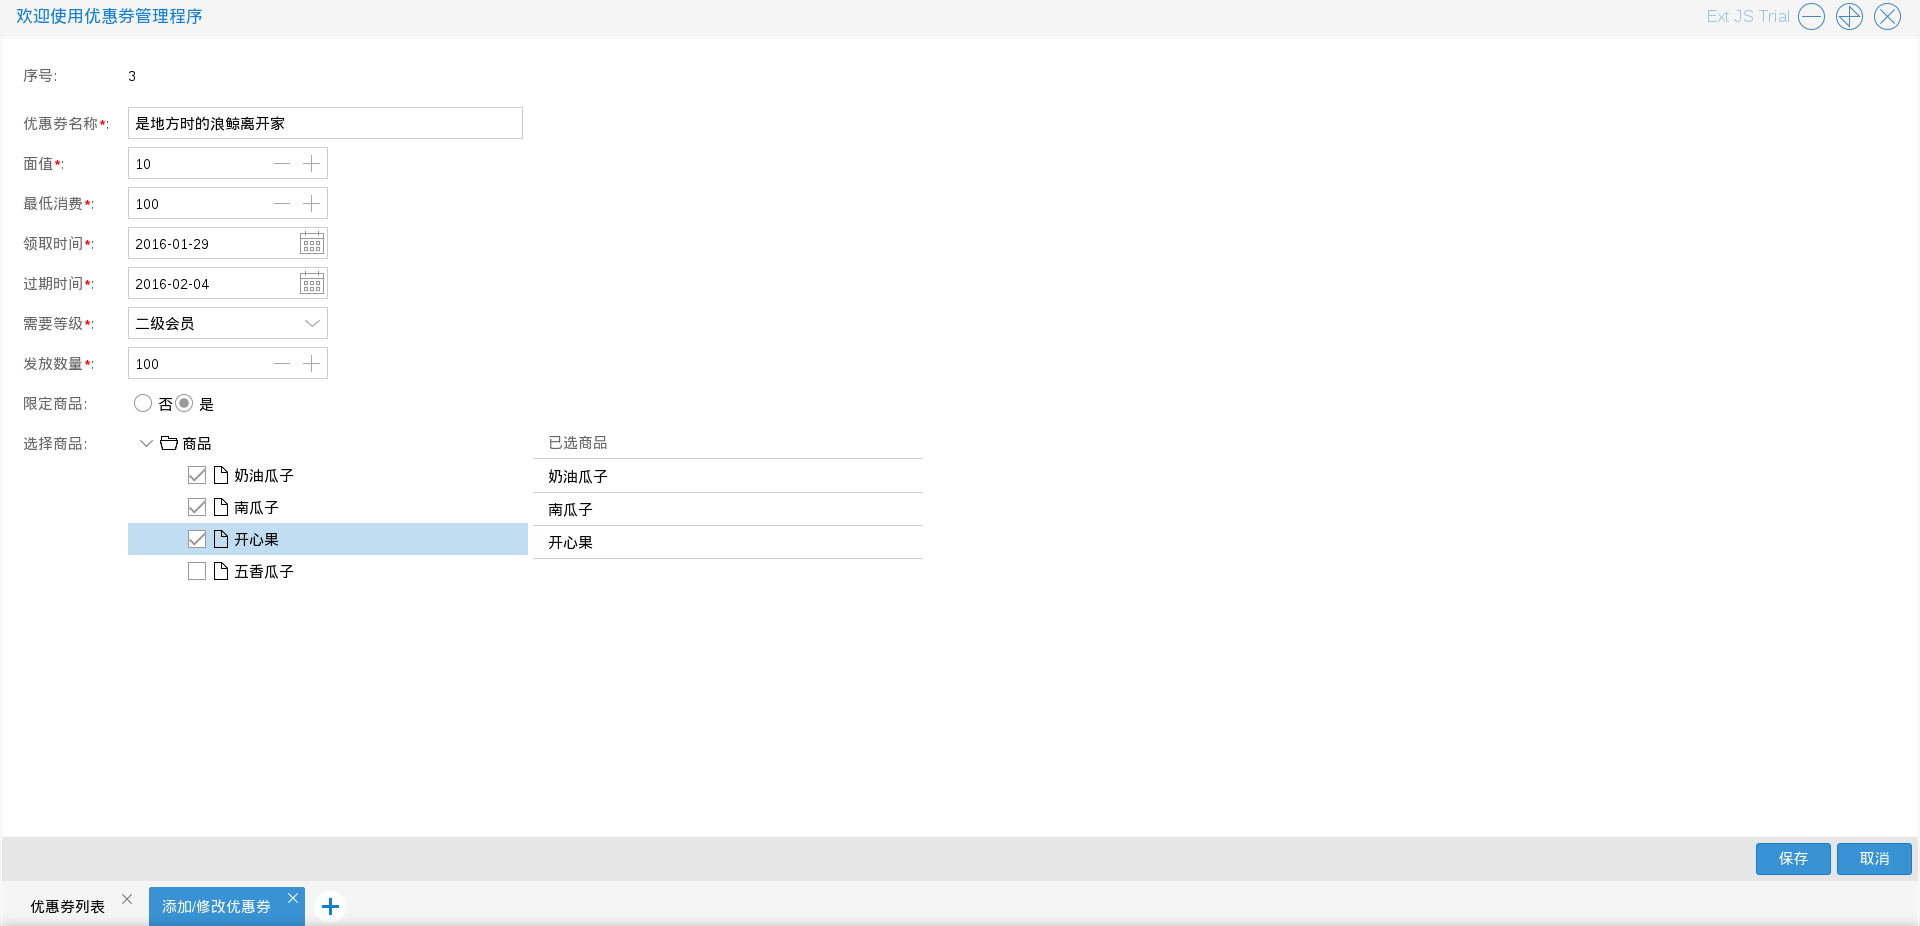 欢迎使用优惠券管理程序
Ext JS Trial
序号: 3
优惠券名称*: 是地方时的浪鲸离开家
面值*: 10
最低消费*: 100
领取时间*: 2016-01-29
过期时间*: 2016-02-04
需要等级*: 二级会员
发放数量*: 100
限定商品: 否 是
选择商品: 商品
奶油瓜子
南瓜子
开心果
五香瓜子
已选商品
奶油瓜子
南瓜子
开心果
保存 取消
优惠券列表 添加/修改优惠券